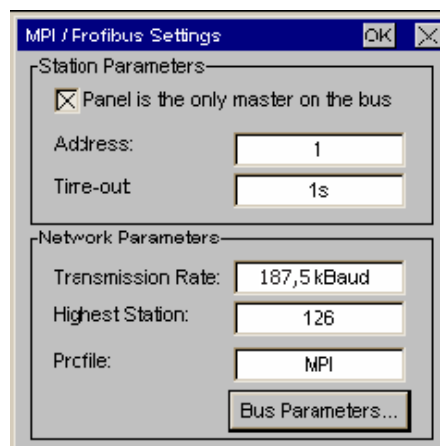 MPI / Profibus Settings OK
Station Parameters
Panel is the only master on the bus
Address: 1
Time-out: 1s
Network Parameters
Transmission Rate: 187,5 kBaud
Highest Station: 126
Profile: MPI
Bus Parameters...